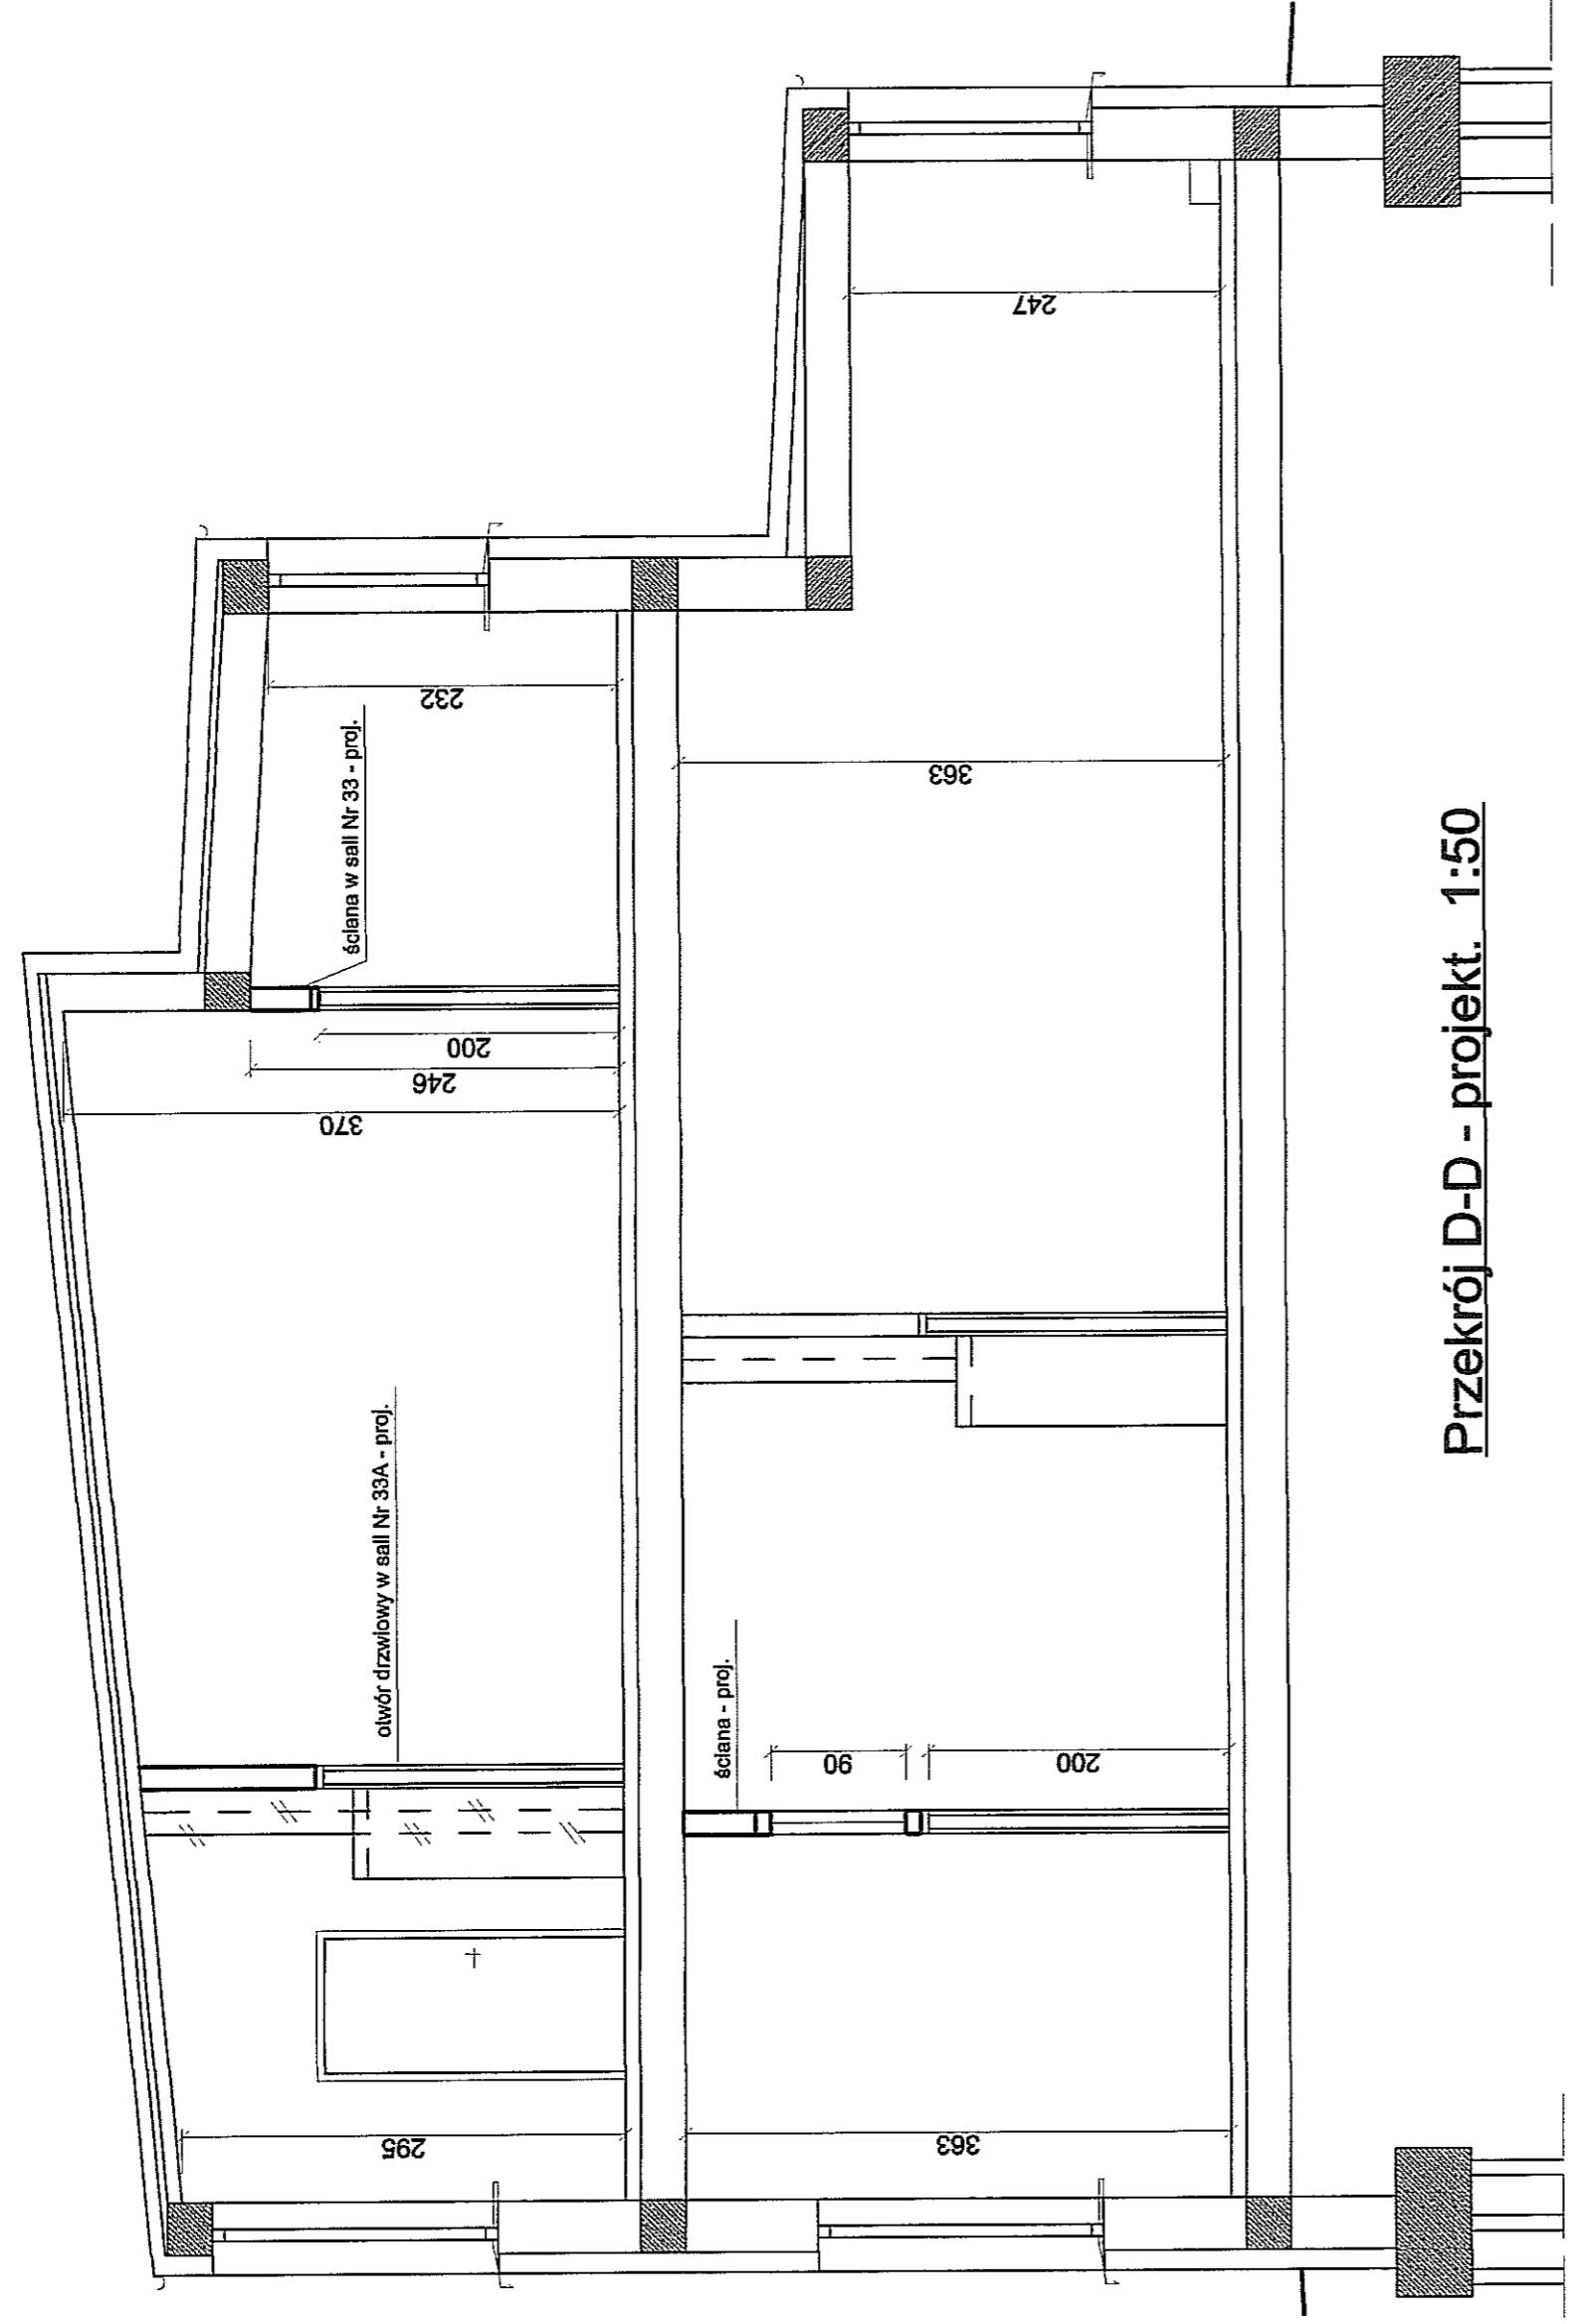 232
ściana w sali Nr 33 - proj.
200
246
370
otwór drzwiowy w sali Nr 33A - proj.
295
247
363
ściana - proj.
90
200
363
Przekrój D-D - projekt. 1:50